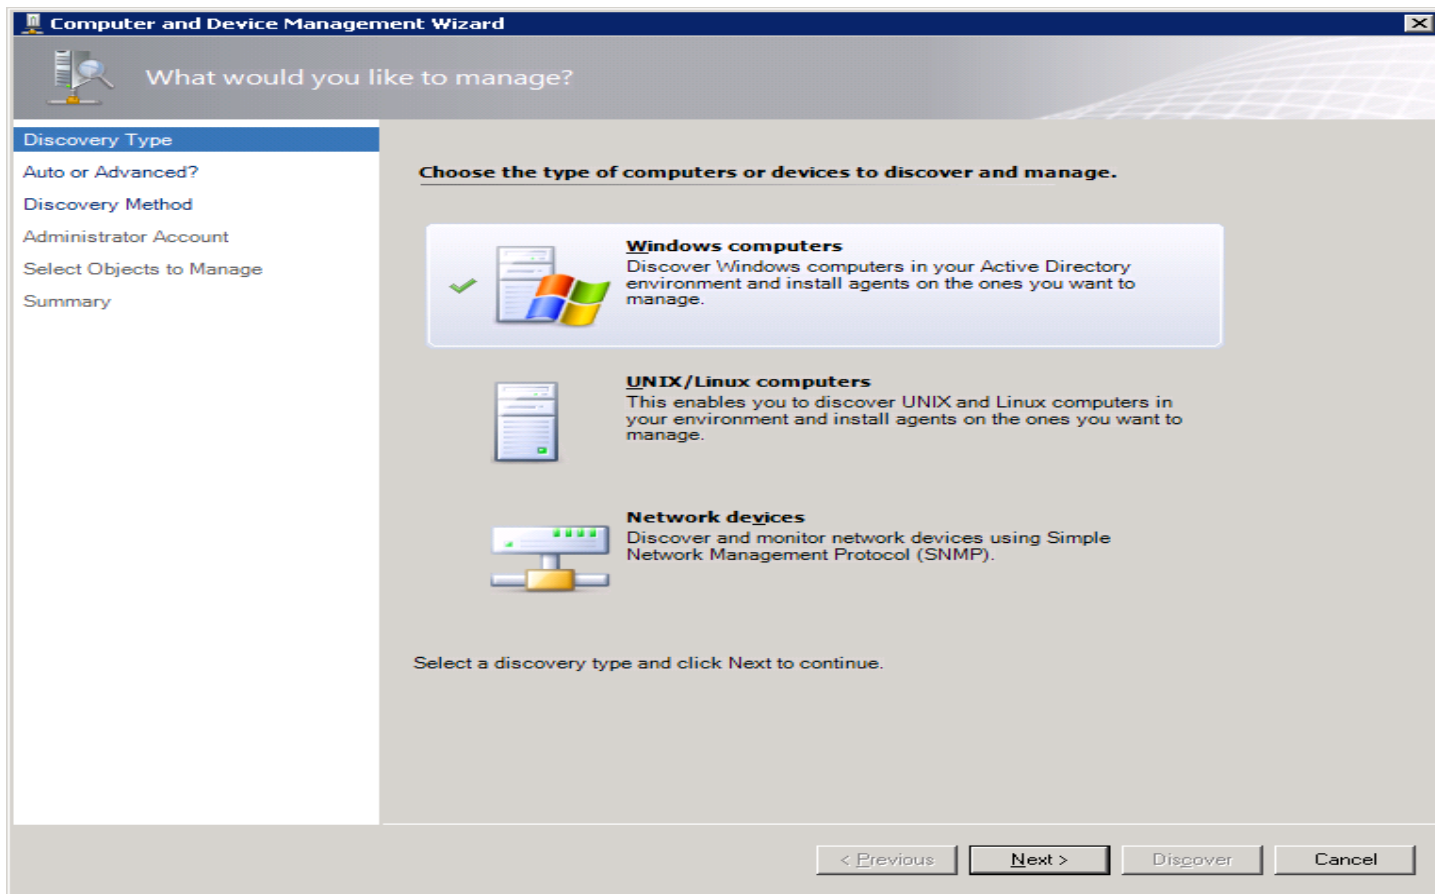 Computer and Device Management Wizard
What would you like to manage?
Discovery Type
Auto or Advanced?
Discovery Method
Administrator Account
Select Objects to Manage
Summary
Choose the type of computers or devices to discover and manage.
Windows computers
Discover Windows computers in your Active Directory
environment and install agents on the ones you want to
manage.
UNIX/Linux computers
This enables you to discover UNIX and Linux computers in
your environment and install agents on the ones you want to
manage.
Network devices
Discover and monitor network devices using Simple
Network Management Protocol (SNMP).
Select a discovery type and click Next to continue.
< Previous
Next >
Discover
Cancel